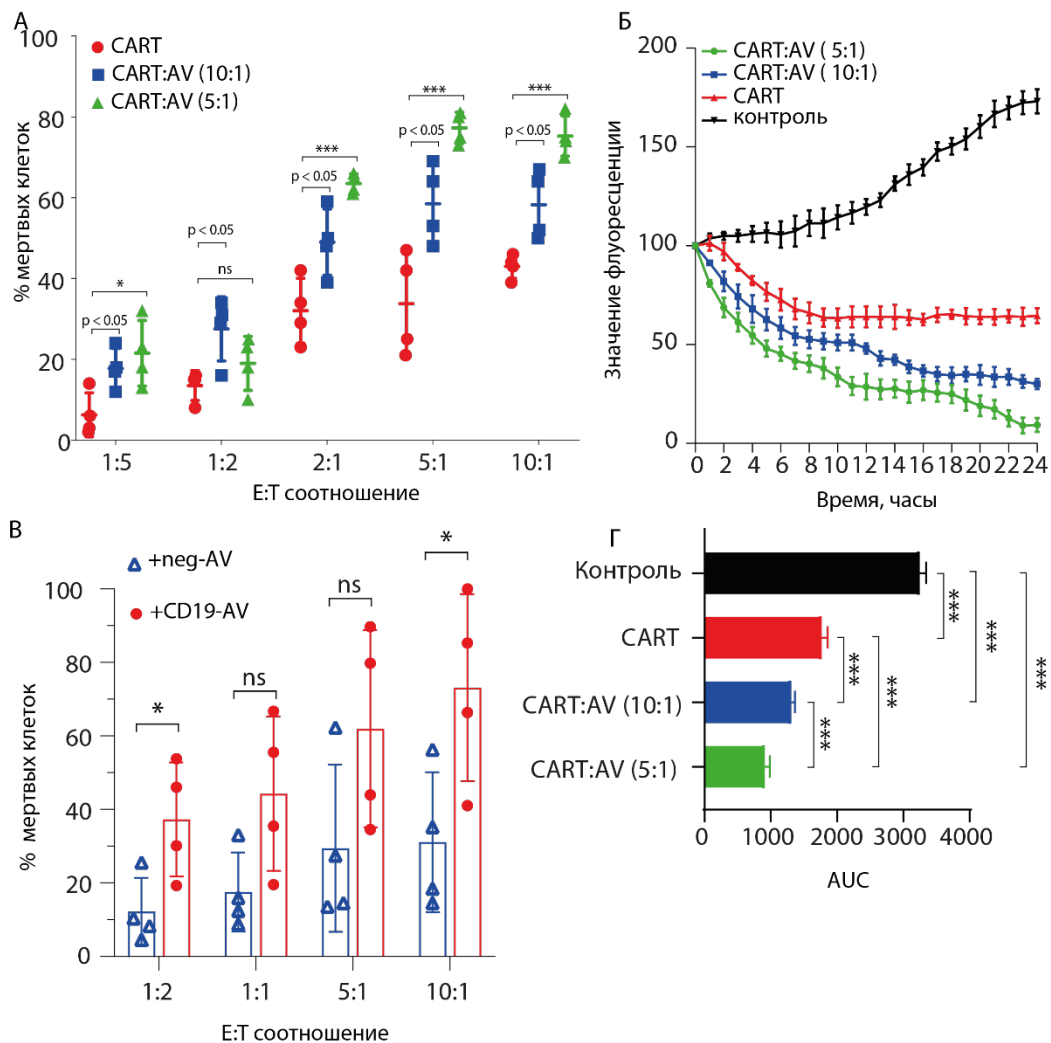 А
% мертвых клеток
100
80
60
40
20
0
CART
CART:AV (10:1)
CART:AV (5:1)
*
p < 0.05
p < 0.05
ns
***
p < 0.05
***
p < 0.05
***
p < 0.05
1:5 1:2 2:1 5:1 10:1
Е:Т соотношение
Б
Значение флуоресценции
200
150
100
50
0
CART:AV ( 5:1)
CART:AV ( 10:1)
CART
контроль
0 2 4 6 8 10 12 14 16 18 20 22 24
Время, часы
В
% мертвых клеток
100
80
60
40
20
0
+neg-AV
+CD19-AV
*
ns
ns
*
1:2 1:1 5:1 10:1
Е:Т соотношение
Г
Контроль
CART
CART:AV (10:1)
CART:AV (5:1)
***
***
***
***
***
***
0 1000 2000 3000 4000
AUC